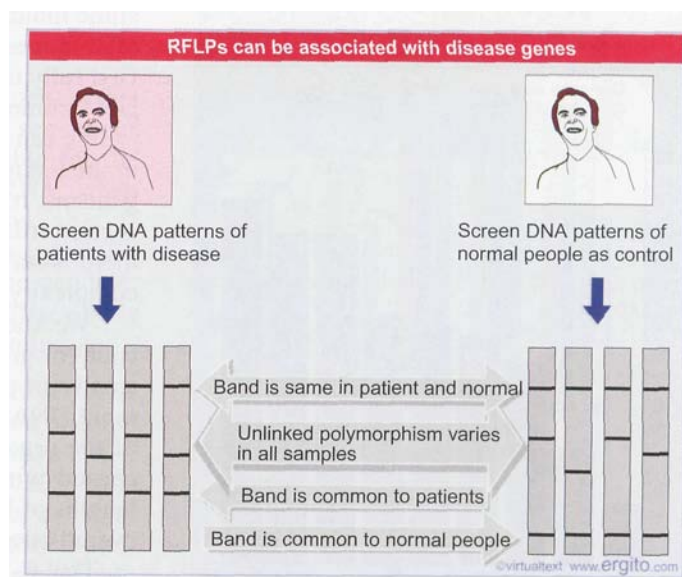 RFLPs can be associated with disease genes
Screen DNA patterns of
patients with disease
Screen DNA patterns of
normal people as control
Band is same in patient and normal
Unlinked polymorphism varies
in all samples
Band is common to patients
Band is common to normal people
©virtualtext www.ergito.com